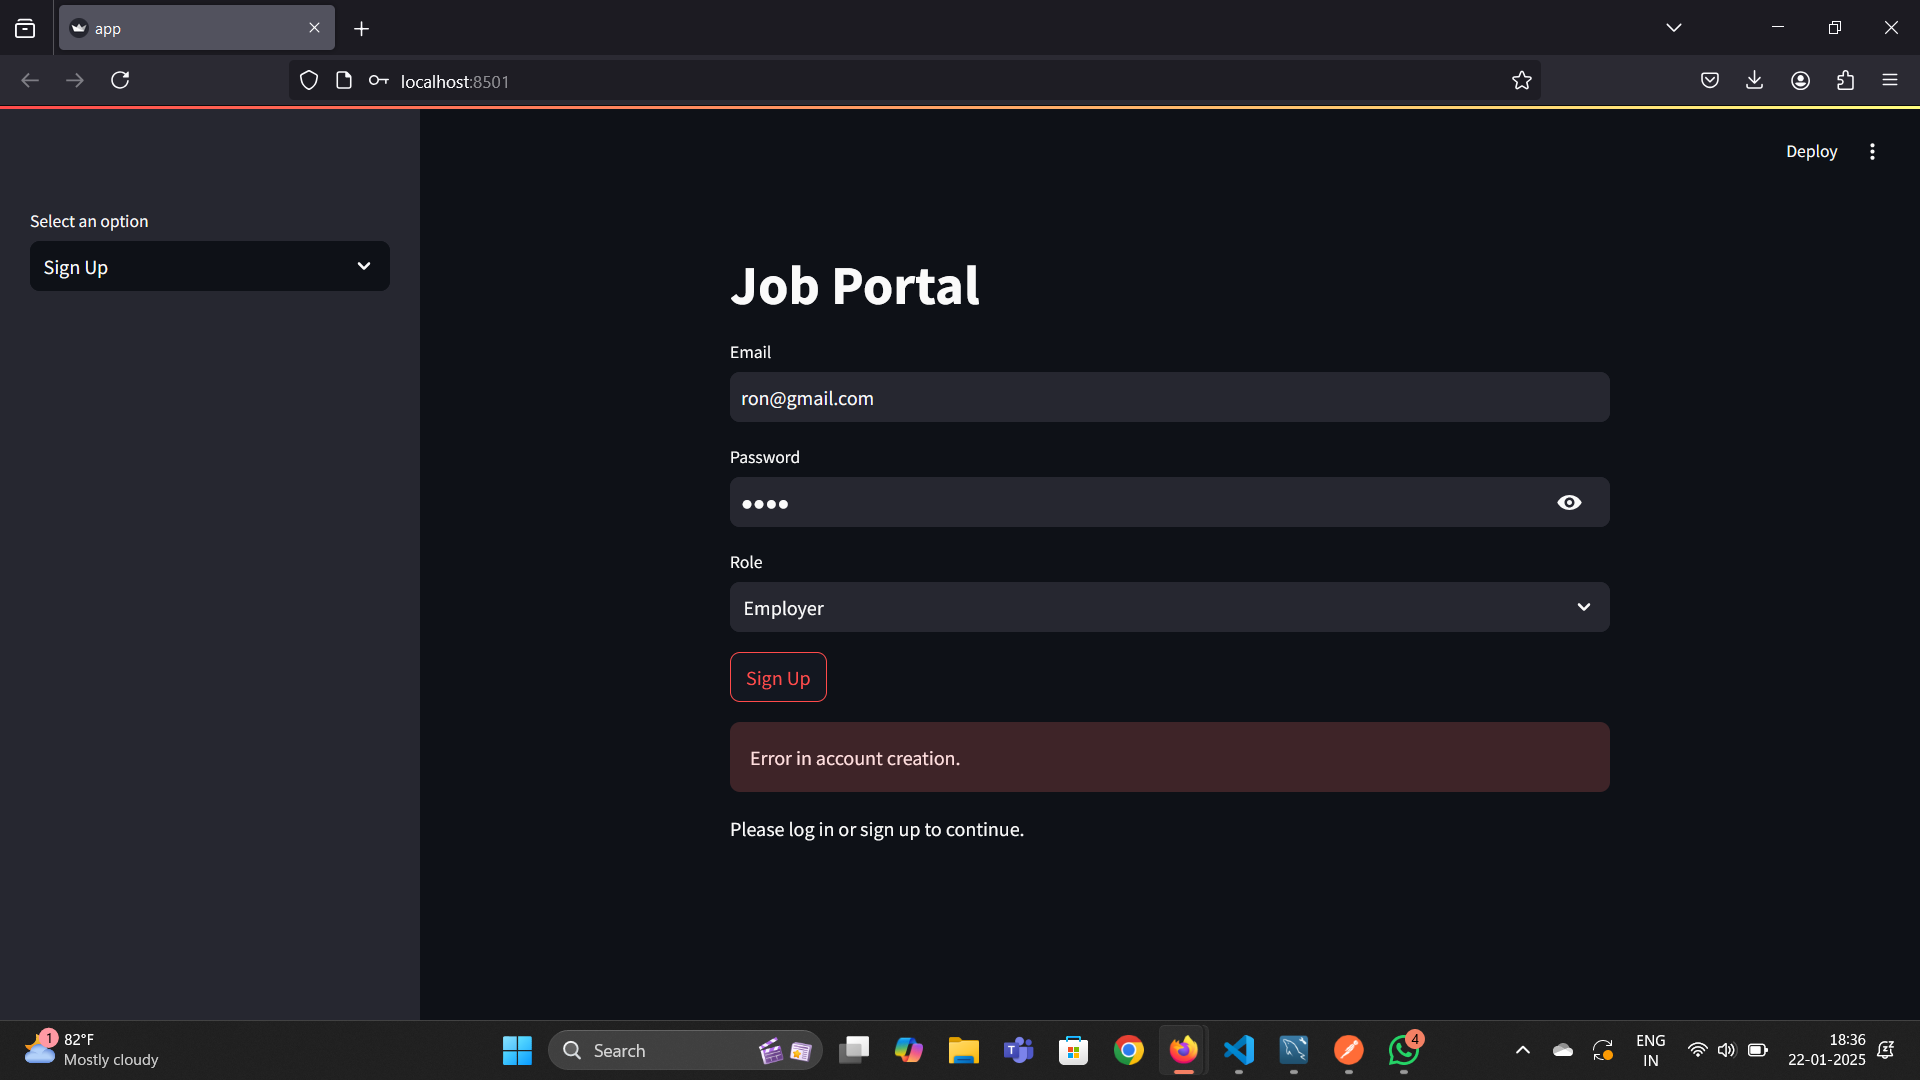 app
localhost:8501
Deploy
Select an option
Sign Up
Job Portal
Email
ron@gmail.com
Password
Role
Employer
Sign Up
Error in account creation.
Please log in or sign up to continue.
1
82°F
Mostly cloudy
Search
4
ENG
IN
18:36
22-01-2025